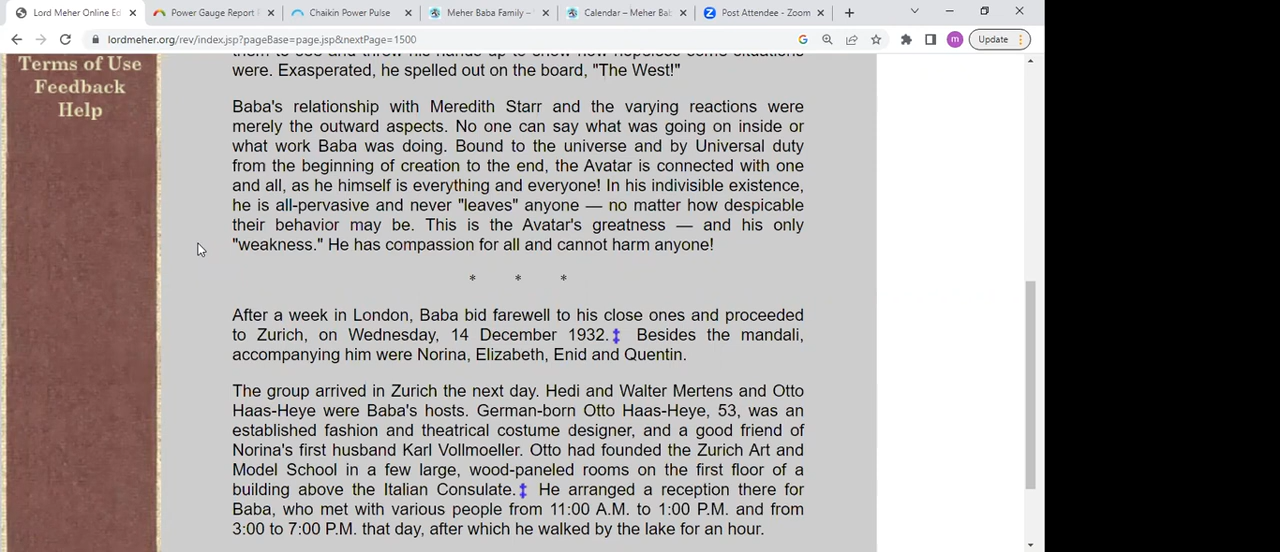 Lord Meher Online Ed
Power Gauge Report
Chaikin Power Pulse
Meher Baba Family –
Calendar – Meher Bab
Post Attendee - Zoom
lordmeher.org/rev/index.jsp?pageBase=page.jsp&nextPage=1500
m
Update
Terms of Use
Feedback
Help
were. Exasperated, he spelled out on the board, "The West!"
Baba's relationship with Meredith Starr and the varying reactions were
merely the outward aspects. No one can say what was going on inside or
what work Baba was doing. Bound to the universe and by Universal duty
from the beginning of creation to the end, the Avatar is connected with one
and all, as he himself is everything and everyone! In his indivisible existence,
he is all-pervasive and never "leaves" anyone — no matter how despicable
their behavior may be. This is the Avatar's greatness — and his only
"weakness." He has compassion for all and cannot harm anyone!
* * *
After a week in London, Baba bid farewell to his close ones and proceeded
to Zurich, on Wednesday, 14 December 1932.‡ Besides the mandali,
accompanying him were Norina, Elizabeth, Enid and Quentin.
The group arrived in Zurich the next day. Hedi and Walter Mertens and Otto
Haas-Heye were Baba's hosts. German-born Otto Haas-Heye, 53, was an
established fashion and theatrical costume designer, and a good friend of
Norina's first husband Karl Vollmoeller. Otto had founded the Zurich Art and
Model School in a few large, wood-paneled rooms on the first floor of a
building above the Italian Consulate.‡ He arranged a reception there for
Baba, who met with various people from 11:00 A.M. to 1:00 P.M. and from
3:00 to 7:00 P.M. that day, after which he walked by the lake for an hour.